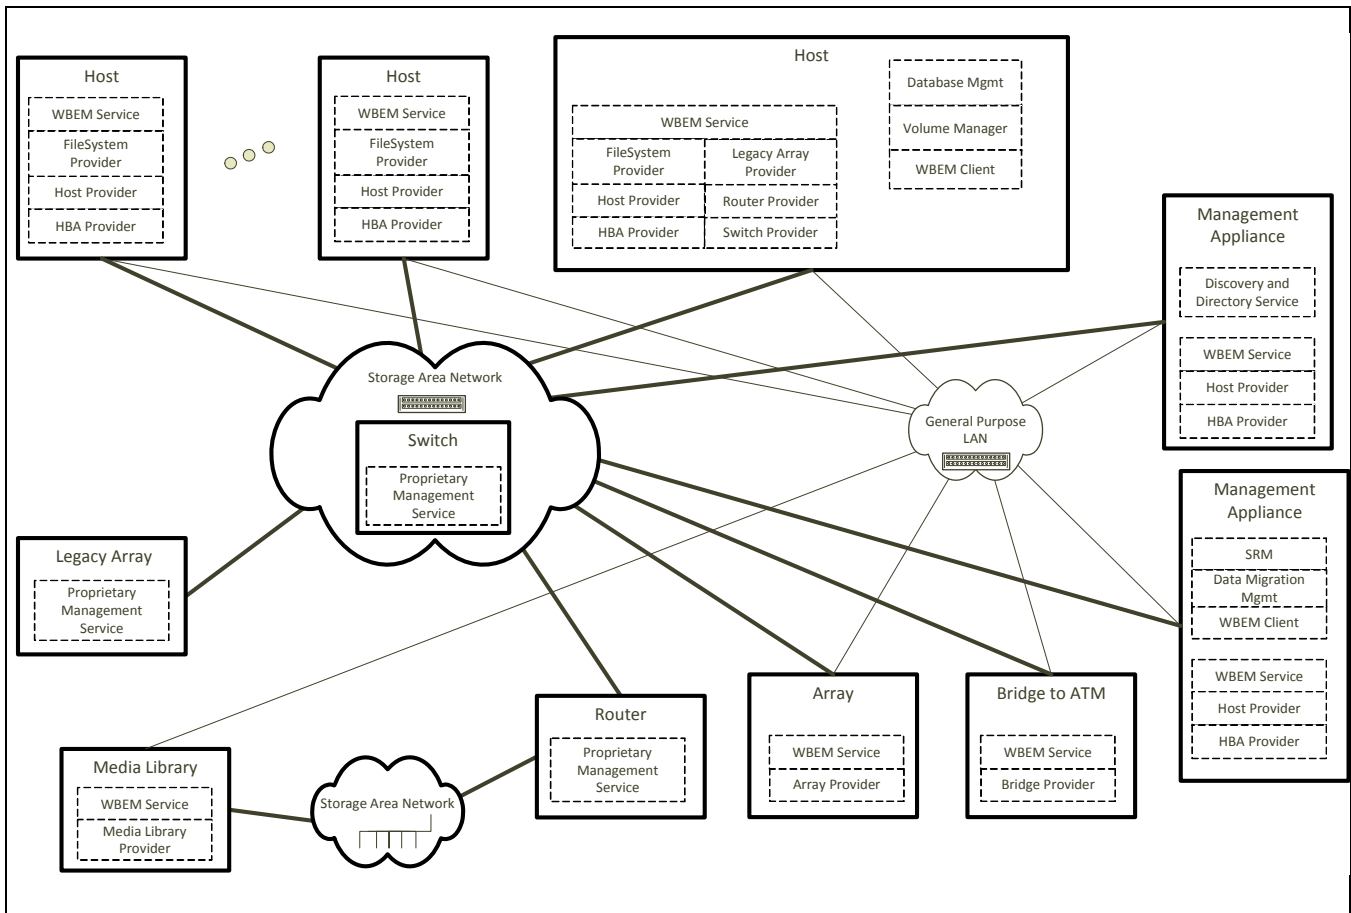 Host
WBEM Service
FileSystem
Provider
Host Provider
HBA Provider
Host
WBEM Service
FileSystem
Provider
Host Provider
HBA Provider
Host
WBEM Service
FileSystem
Provider
Legacy Array
Provider
Host Provider
Router Provider
HBA Provider
Switch Provider
Database Mgmt
Volume Manager
WBEM Client
Management
Appliance
Discovery and
Directory Service
WBEM Service
Host Provider
HBA Provider
Storage Area Network
Switch
Proprietary
Management
Service
General Purpose
LAN
Management
Appliance
SRM
Data Migration
Mgmt
WBEM Client
WBEM Service
Host Provider
HBA Provider
Legacy Array
Proprietary
Management
Service
Media Library
WBEM Service
Media Library
Provider
Storage Area Network
Router
Proprietary
Management
Service
Array
WBEM Service
Array Provider
Bridge to ATM
WBEM Service
Bridge Provider